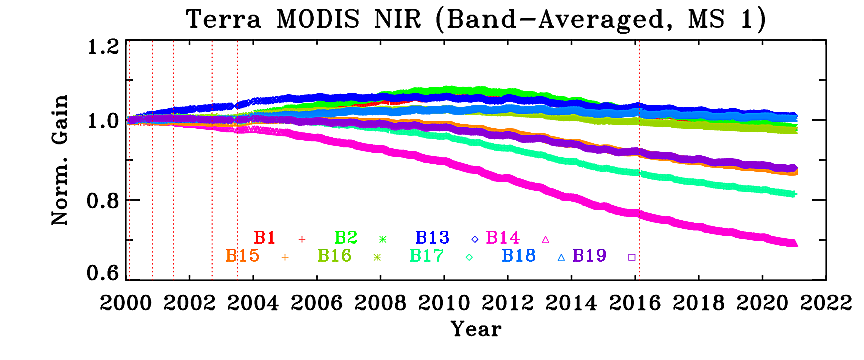 Terra MODIS NIR (Band-Averaged, MS 1)
1.2
1.0
0.8
0.6
Norm. Gain
B1 B2 B13 B14
B15 B16 B17 B18 B19
2000 2002 2004 2006 2008 2010 2012 2014 2016 2018 2020 2022
Year